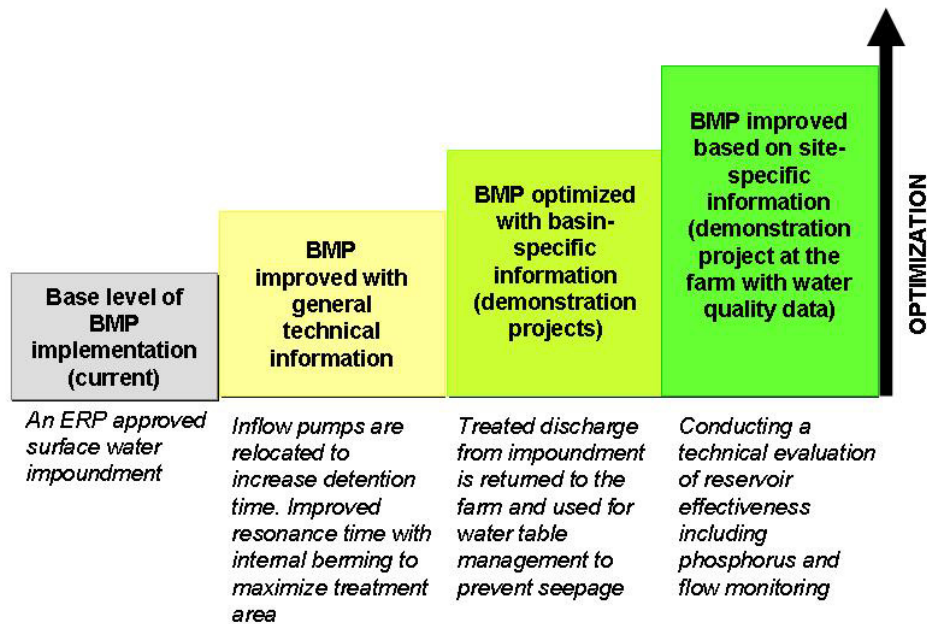 Base level of
BMP
implementation
(current)
An ERP approved
surface water
impoundment
BMP
improved with
general
technical
information
Inflow pumps are
relocated to
increase detention
time. Improved
resonance time with
internal berming to
maximize treatment
area
BMP optimized
with basin-
specific
information
(demonstration
projects)
Treated discharge
from impoundment
is returned to the
farm and used for
water table
management to
prevent seepage
BMP improved
based on site-
specific
information
(demonstration
project at the
farm with water
quality data)
Conducting a
technical evaluation
of reservoir
effectiveness
including
phosphorus and
flow monitoring
OPTIMIZATION